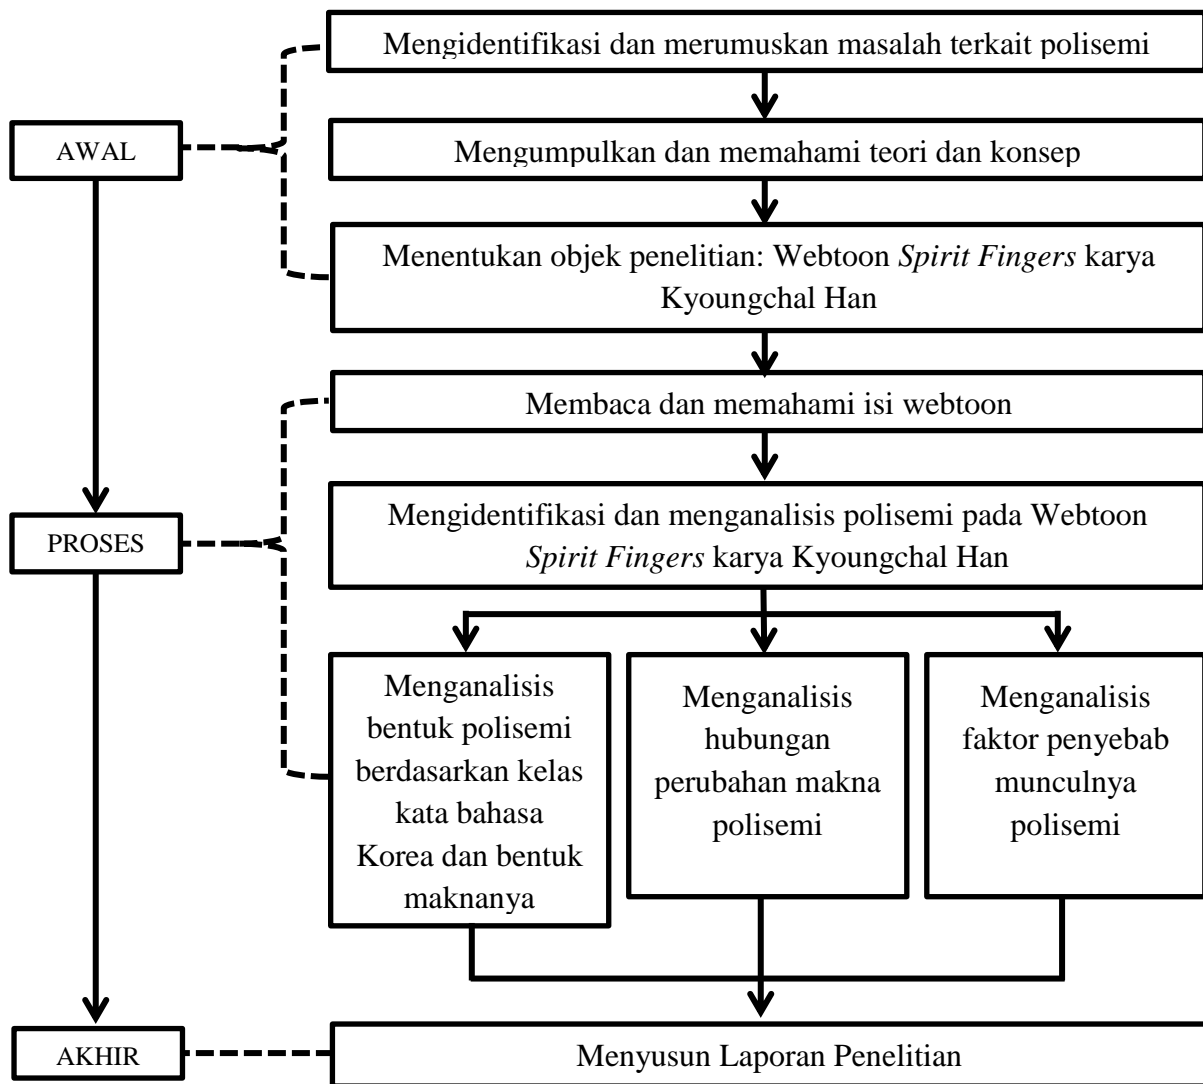 Mengidentifikasi dan merumuskan masalah terkait polisemi
AWAL
Mengumpulkan dan memahami teori dan konsep
Menentukan objek penelitian: Webtoon Spirit Fingers karya
Kyoungchal Han
Membaca dan memahami isi webtoon
PROSES
Mengidentifikasi dan menganalisis polisemi pada Webtoon
Spirit Fingers karya Kyoungchal Han
Menganalisis
bentuk polisemi
berdasarkan kelas
kata bahasa
Korea dan bentuk
maknanya
Menganalisis
hubungan
perubahan makna
polisemi
Menganalisis
faktor penyebab
munculnya
polisemi
AKHIR
Menyusun Laporan Penelitian